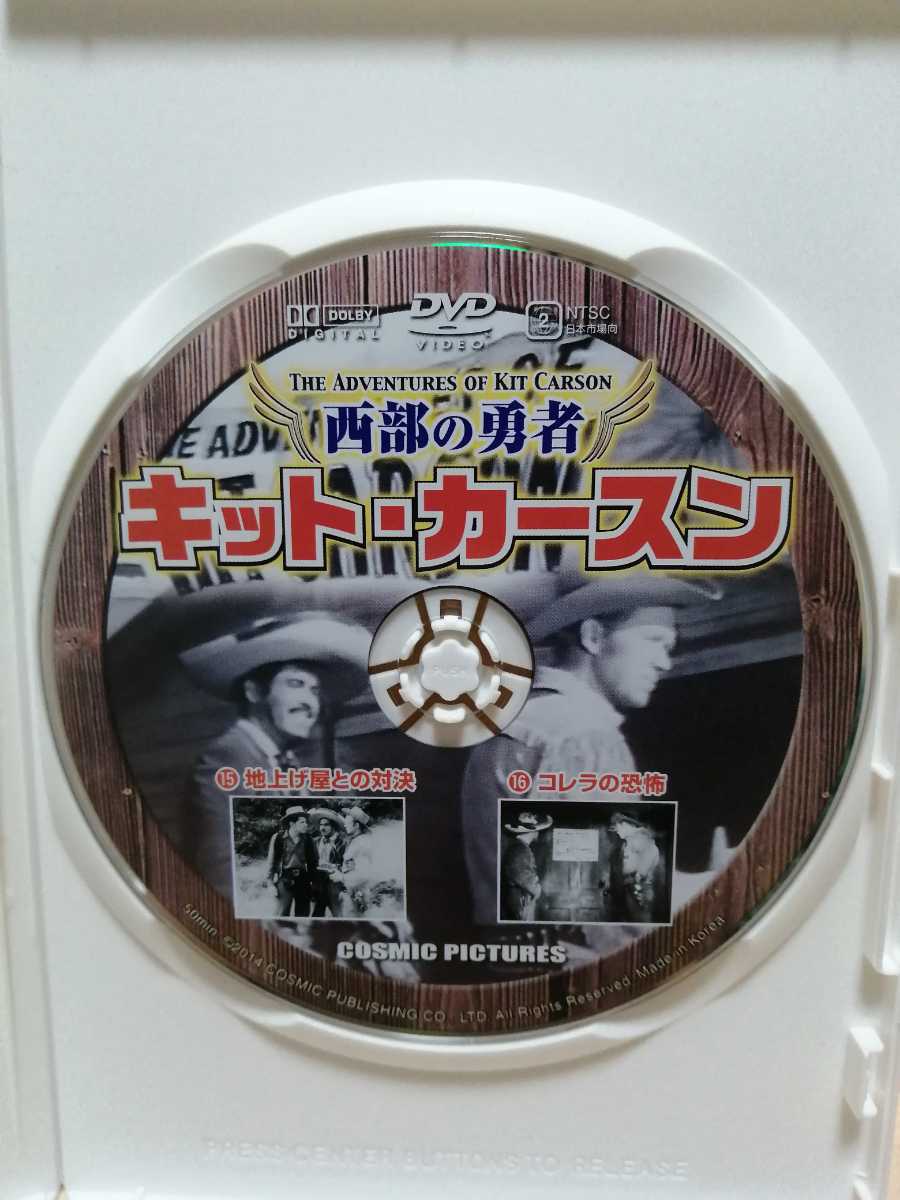 DOLBY
DIGITAL
DVD
VIDEO
2
NTSC
日本市場向
THE ADVENTURES OF KIT CARSON
西部の勇者
キット・カースン
PUSH
⑮ 地上げ屋との対決
⑯ コレラの恐怖
COSMIC PICTURES
50min. ©2014 COSMIC PUBLISHING CO., LTD. All Rights Reserved. Made in Korea
PRESS CENTER BUTTONS TO RELEASE